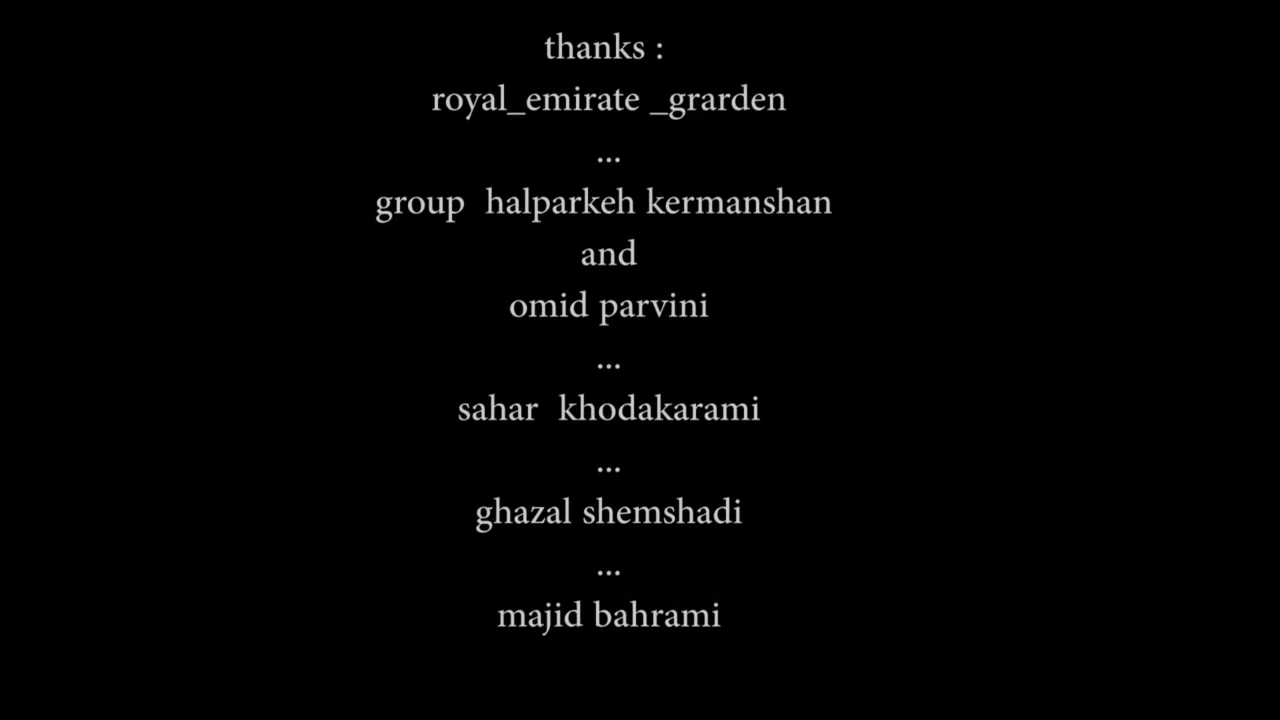 thanks :
royal_emirate _grarden
...
group  halparkeh kermanshan
and
omid parvini
...
sahar  khodakarami
...
ghazal shemshadi
...
majid bahrami